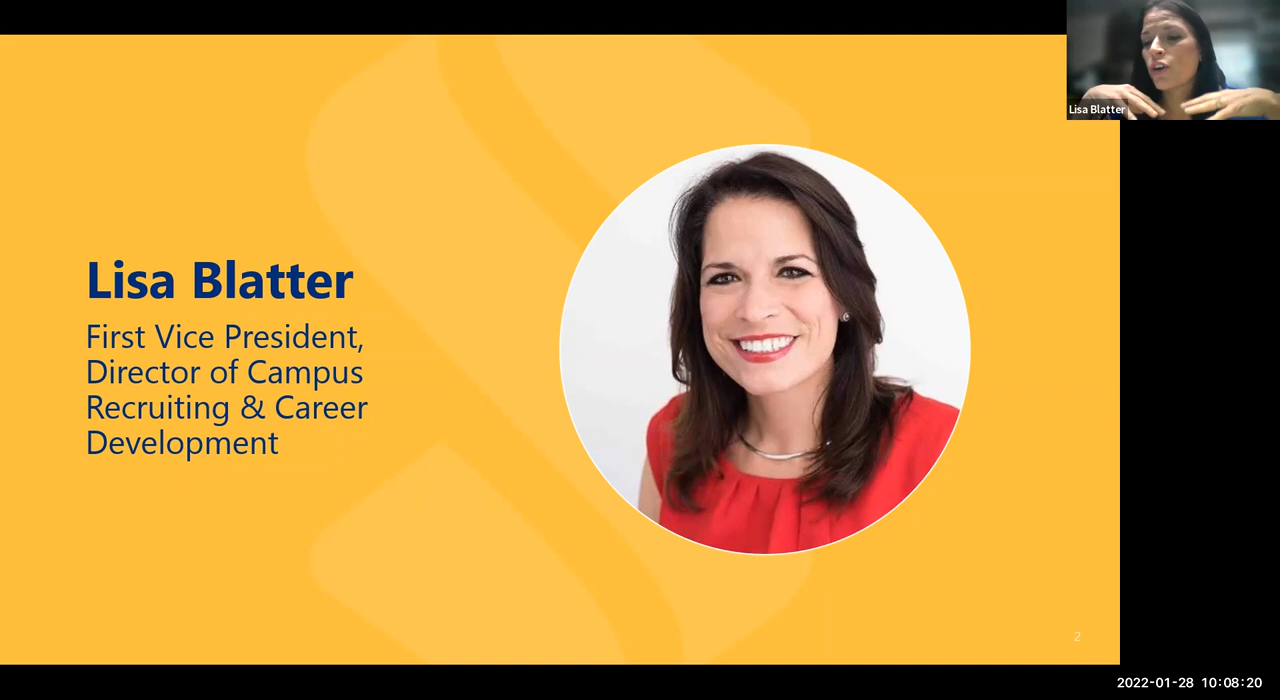 Lisa Blatter
Lisa Blatter
First Vice President,
Director of Campus
Recruiting & Career
Development
2
2022-01-28 10:08:20